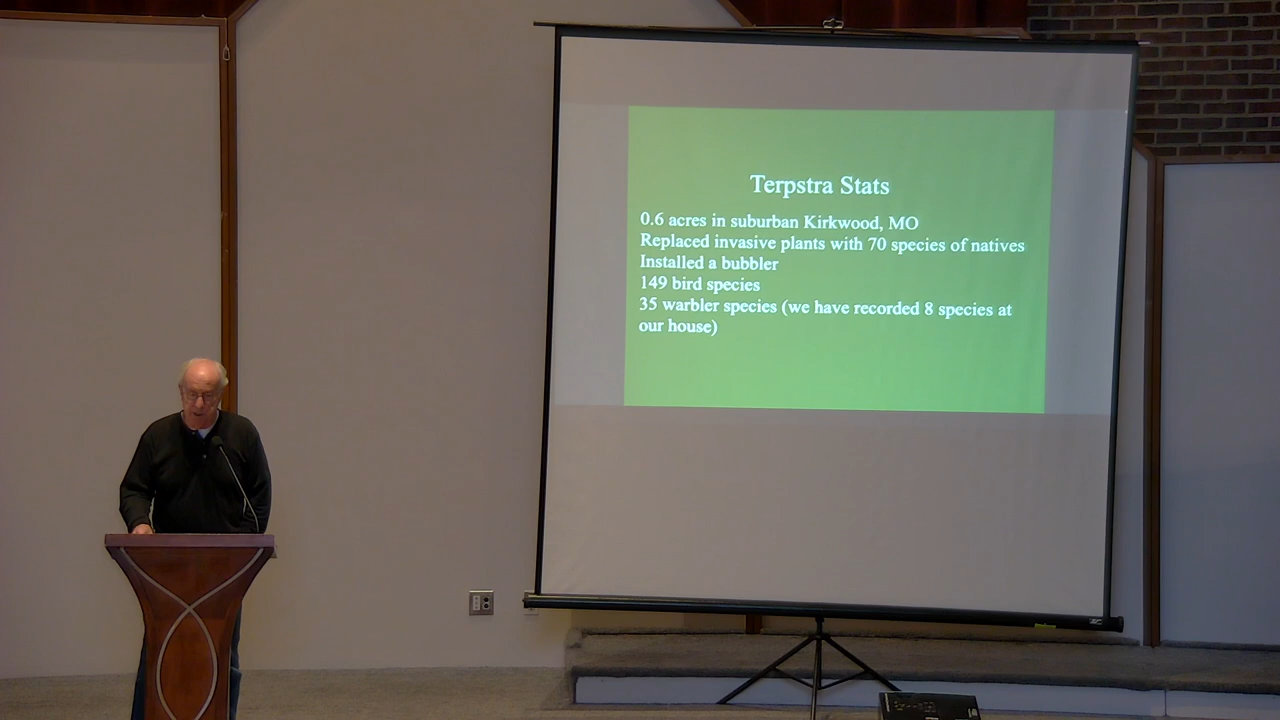 Terpstra Stats
0.6 acres in suburban Kirkwood, MO
Replaced invasive plants with 70 species of natives
Installed a bubbler
149 bird species
35 warbler species (we have recorded 8 species at
our house)